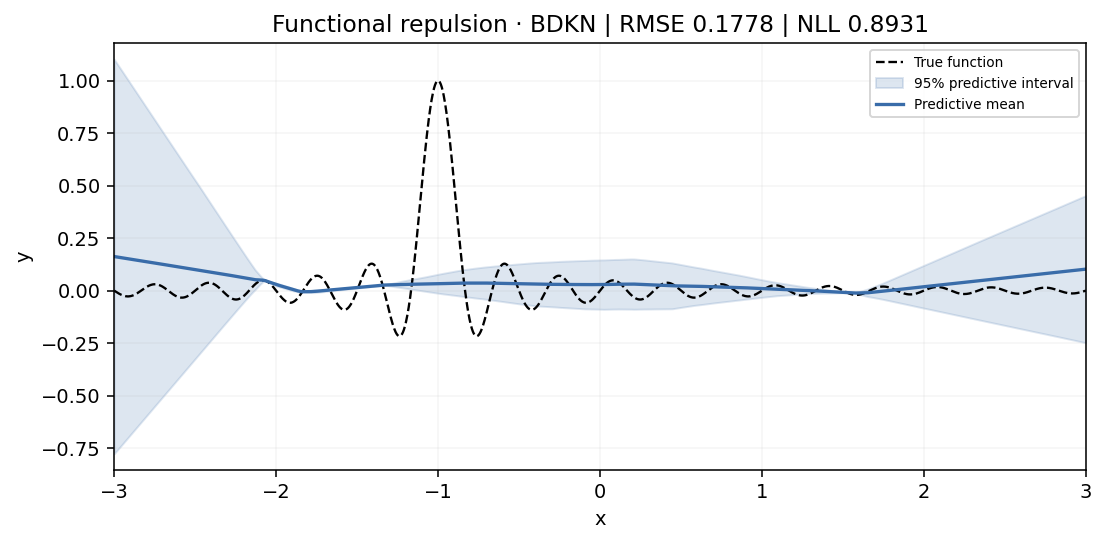 Functional repulsion · BDKN | RMSE 0.1778 | NLL 0.8931
True function
95% predictive interval
Predictive mean
1.00
0.75
0.50
0.25
0.00
−0.25
−0.50
−0.75
y
−3 −2 −1 0 1 2 3
x